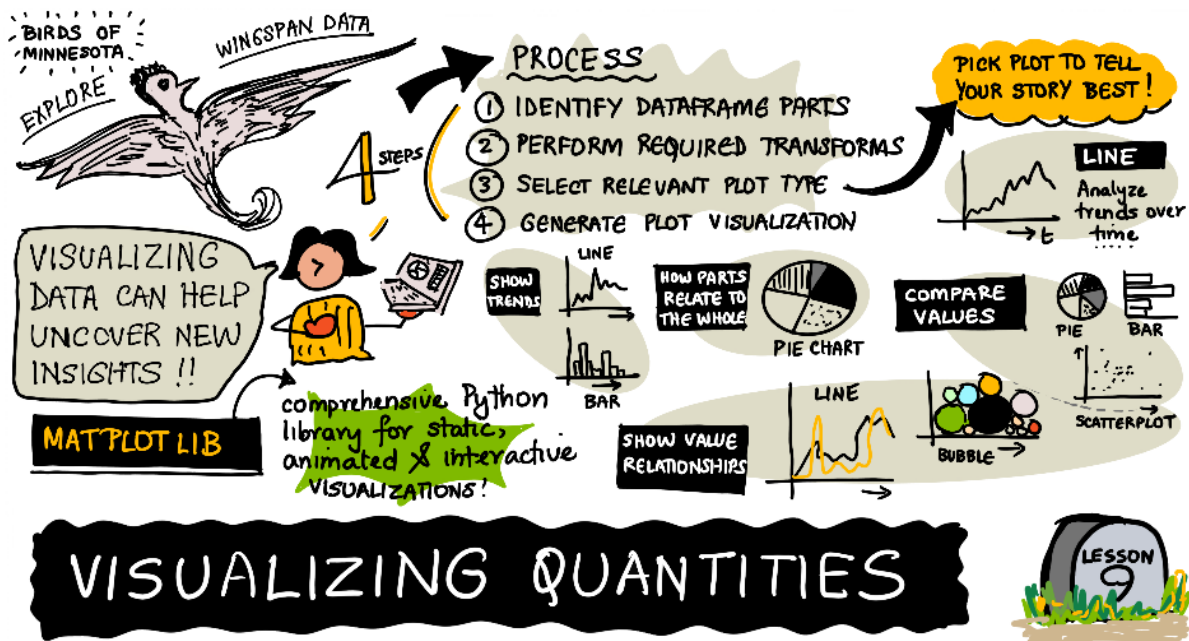 BIRDS OF
MINNESOTA
WINGSPAN DATA
EXPLORE
4 STEPS
PROCESS
1 IDENTIFY DATAFRAME PARTS
2 PERFORM REQUIRED TRANSFORMS
3 SELECT RELEVANT PLOT TYPE
4 GENERATE PLOT VISUALIZATION
PICK PLOT TO TELL
YOUR STORY BEST!
LINE
Analyze
trends over
time
t
VISUALIZING
DATA CAN HELP
UNCOVER NEW
INSIGHTS !!
SHOW
TRENDS
LINE
BAR
HOW PARTS
RELATE TO
THE WHOLE
PIE CHART
COMPARE
VALUES
PIE
BAR
SCATTERPLOT
MATPLOTLIB
comprehensive Python
library for static,
animated & interactive
VISUALIZATIONS!
SHOW VALUE
RELATIONSHIPS
LINE
BUBBLE
VISUALIZING QUANTITIES
LESSON
9